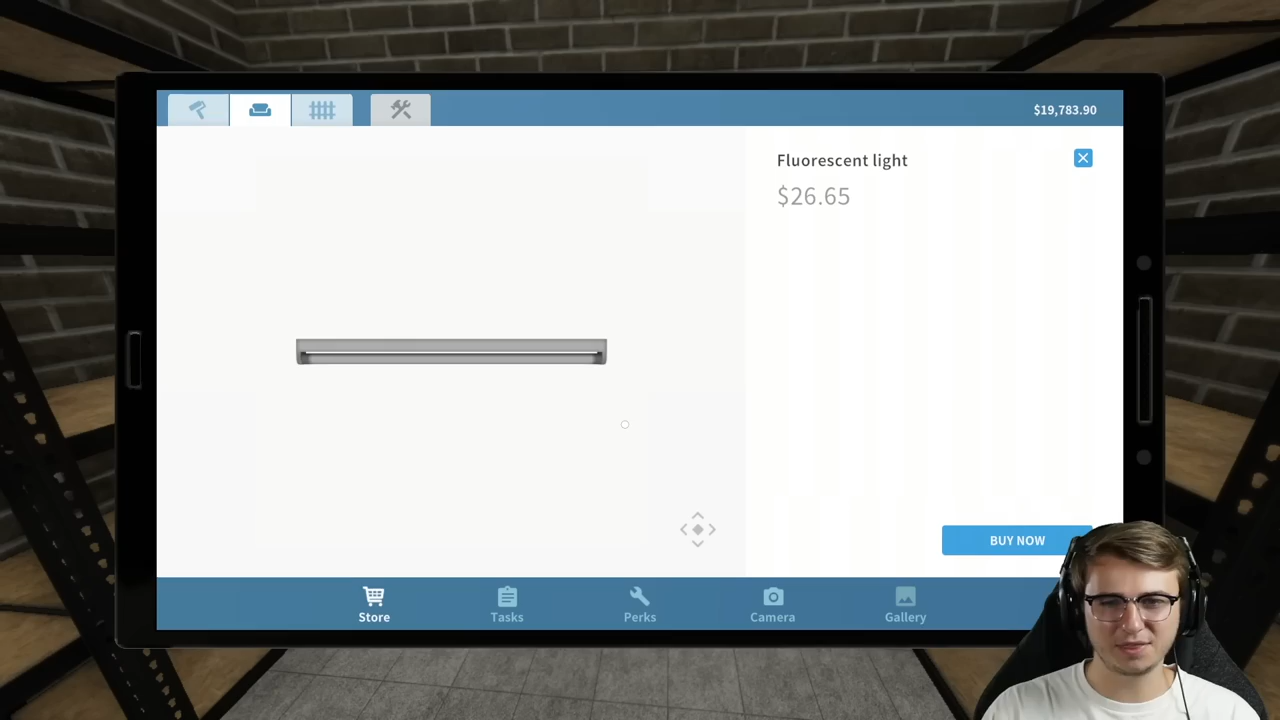 $19,783.90
Fluorescent light
$26.65
BUY NOW
Store
Tasks
Perks
Camera
Gallery